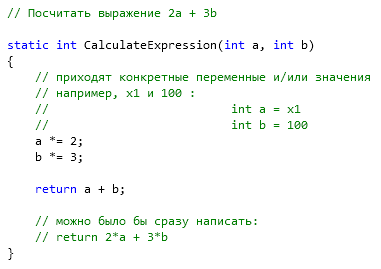 // Посчитать выражение 2a + 3b
static int CalculateExpression(int a, int b)
{
// приходят конкретные переменные и/или значения
// например, x1 и 100 :
// int a = x1
// int b = 100
a *= 2;
b *= 3;
return a + b;
// можно было бы сразу написать:
// return 2*a + 3*b
}